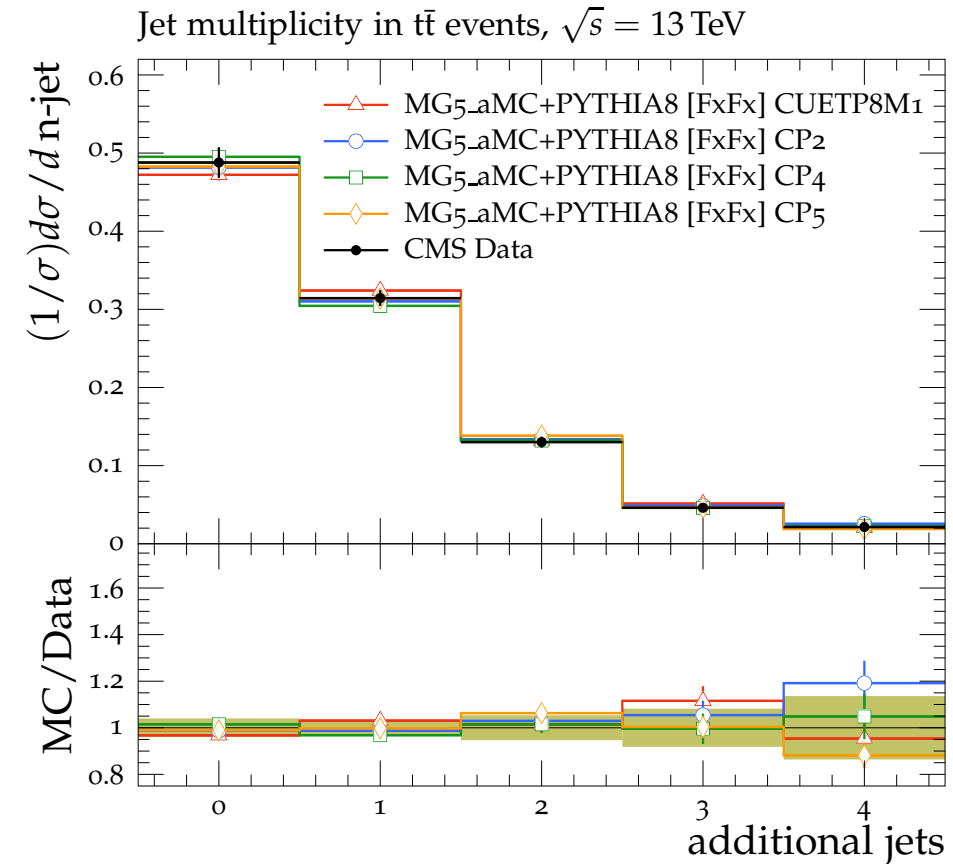 Jet multiplicity in tt̄ events, √s = 13 TeV
(1/σ)dσ/d n-jet
0.6
0.5
0.4
0.3
0.2
0.1
0
MG5_aMC+PYTHIA8 [FxFx] CUETP8M1
MG5_aMC+PYTHIA8 [FxFx] CP2
MG5_aMC+PYTHIA8 [FxFx] CP4
MG5_aMC+PYTHIA8 [FxFx] CP5
CMS Data
MC/Data
1.6
1.4
1.2
1
0.8
0 1 2 3 4
additional jets